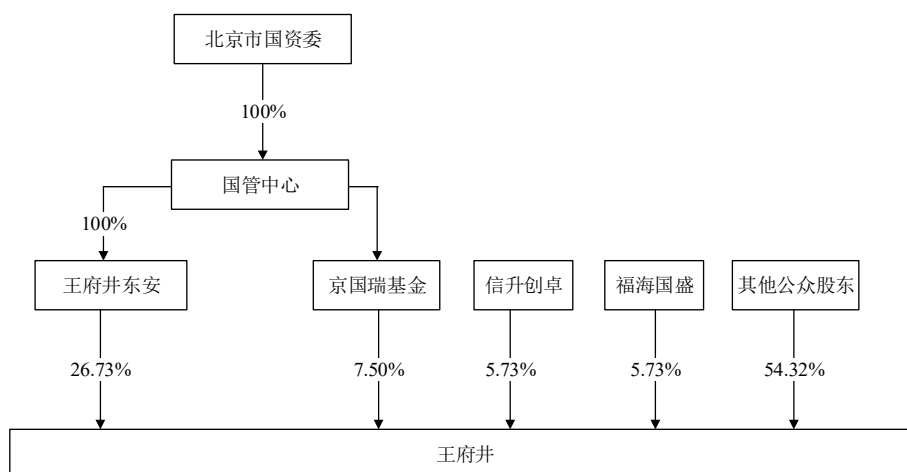 北京市国资委
100%
国管中心
100%
王府井东安
京国瑞基金
信升创卓
福海国盛
其他公众股东
26.73%
7.50%
5.73%
5.73%
54.32%
王府井